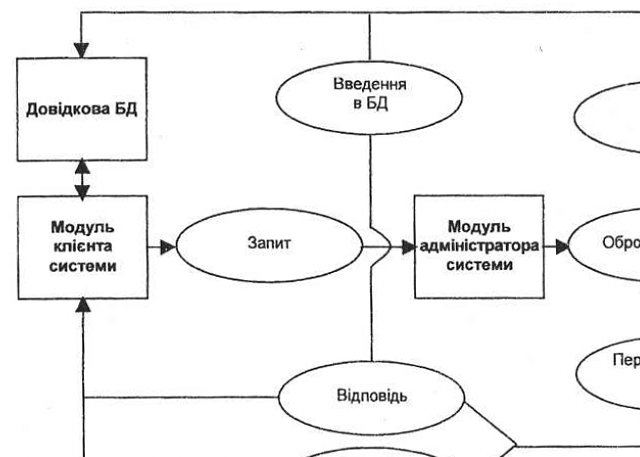 Введення
в БД
Довідкова БД
Модуль
клієнта
системи
Запит
Модуль
адміністратора
системи
Обро
Пер
Відповідь